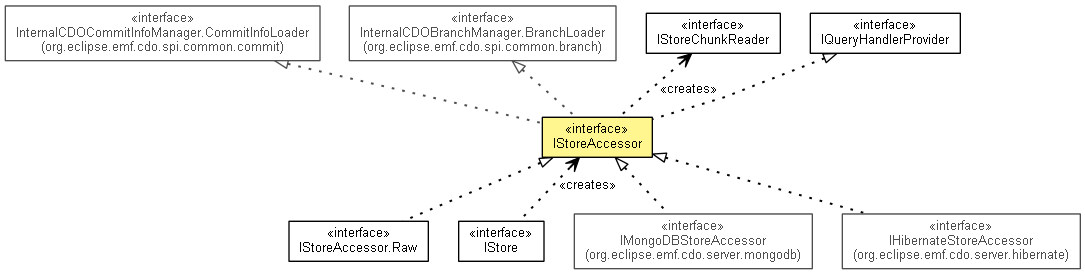 «interface»
InternalCDOCommitInfoManager.CommitInfoLoader
(org.eclipse.emf.cdo.spi.common.commit)
«interface»
InternalCDOBranchManager.BranchLoader
(org.eclipse.emf.cdo.spi.common.branch)
«interface»
IStoreChunkReader
«interface»
IQueryHandlerProvider
«creates»
«interface»
IStoreAccessor
«creates»
«interface»
IStoreAccessor.Raw
«interface»
IStore
«interface»
IMongoDBStoreAccessor
(org.eclipse.emf.cdo.server.mongodb)
«interface»
IHibernateStoreAccessor
(org.eclipse.emf.cdo.server.hibernate)